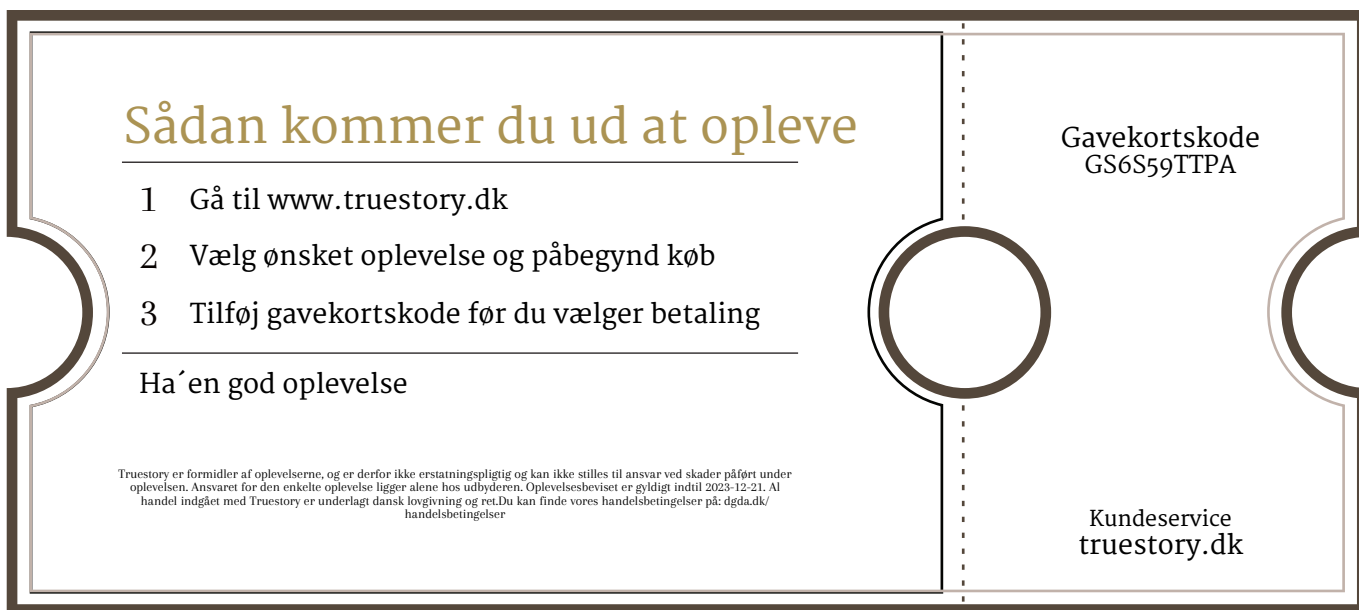 Sådan kommer du ud at opleve
1 Gå til www.truestory.dk
2 Vælg ønsket oplevelse og påbegynd køb
3 Tilføj gavekortskode før du vælger betaling
Ha´en god oplevelse
Truestory er formidler af oplevelserne, og er derfor ikke erstatningspligtig og kan ikke stilles til ansvar ved skader påført under
oplevelsen. Ansvaret for den enkelte oplevelse ligger alene hos udbyderen. Oplevelsesbeviset er gyldigt indtil 2023-12-21. Al
handel indgået med Truestory er underlagt dansk lovgivning og ret.Du kan finde vores handelsbetingelser på: dgda.dk/
handelsbetingelser
Gavekortskode
GS6S59TTPA
Kundeservice
truestory.dk